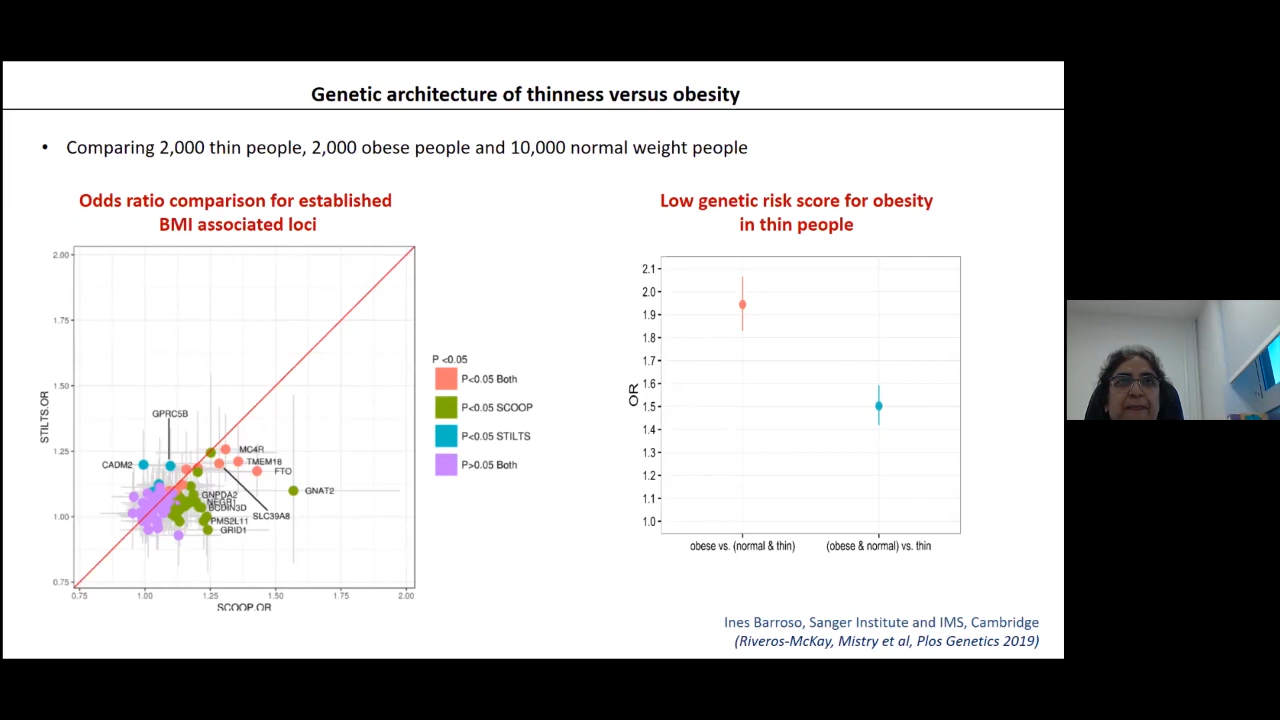 Genetic architecture of thinness versus obesity
• Comparing 2,000 thin people, 2,000 obese people and 10,000 normal weight people
Odds ratio comparison for established
BMI associated loci
2.00
1.75
1.50
1.25
1.00
0.75
STILTS.OR
GPRC5B
CADM2
MC4R
TMEM18
FTO
GNAT2
GNPDA2
NEGR1
BCDIN3D
SLC39A8
PMS2L11
GRID1
0.75 1.00 1.25 1.50 1.75 2.00
SCOOP.OR
P <0.05
P<0.05 Both
P<0.05 SCOOP
P<0.05 STILTS
P>0.05 Both
Low genetic risk score for obesity
in thin people
2.1
2.0
1.9
1.8
1.7
1.6
1.5
1.4
1.3
1.2
1.1
1.0
OR
obese vs. (normal & thin) (obese & normal) vs. thin
Ines Barroso, Sanger Institute and IMS, Cambridge
(Riveros-McKay, Mistry et al, Plos Genetics 2019)